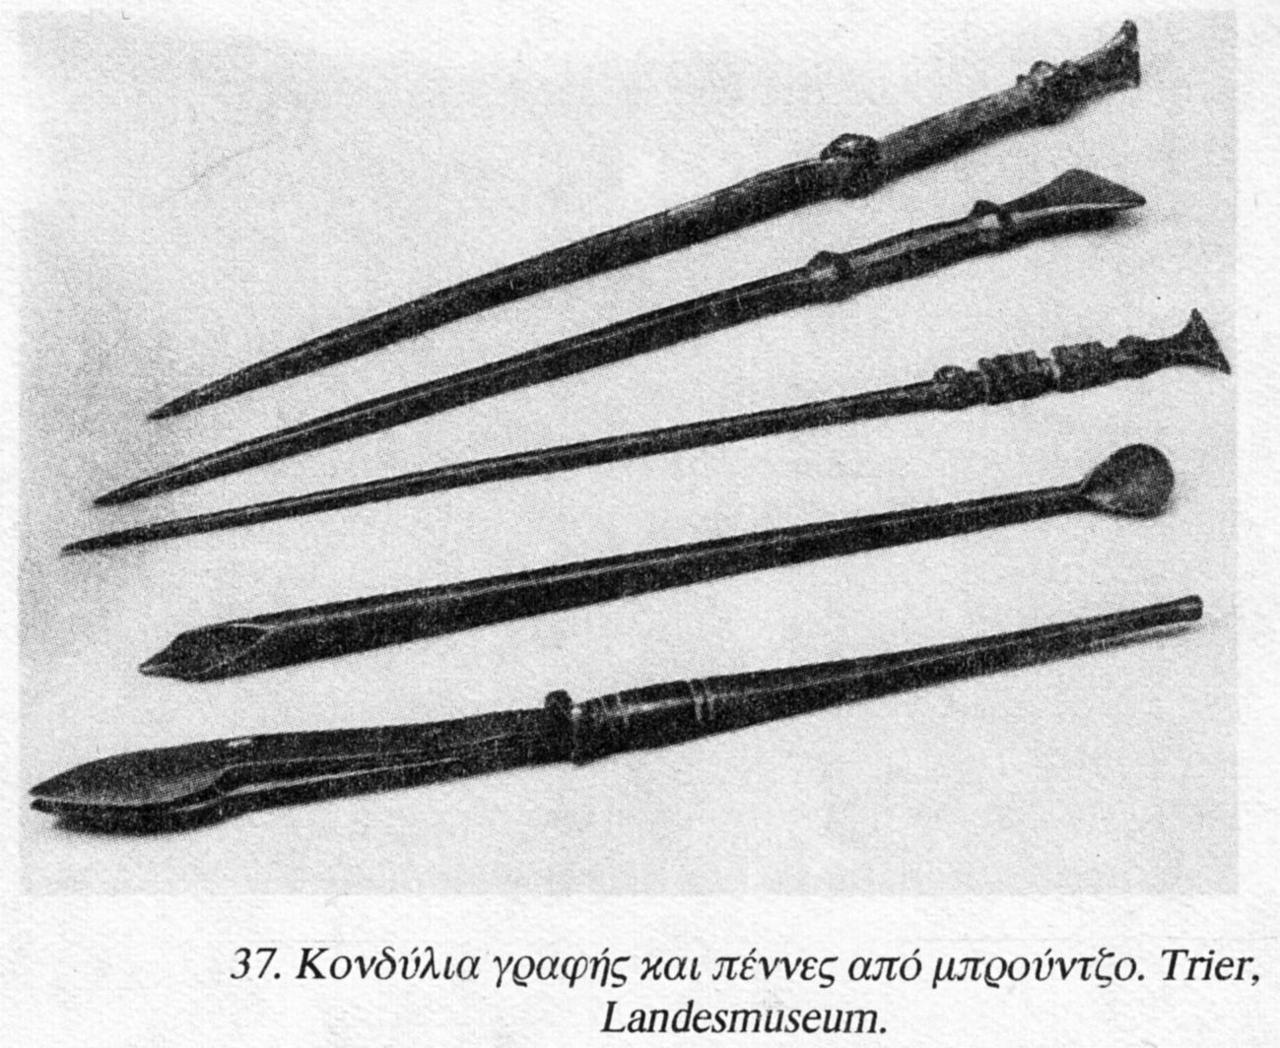 37. Κονδύλια γραφής και πέννες από μπρούντζο. Trier,
Landesmuseum.